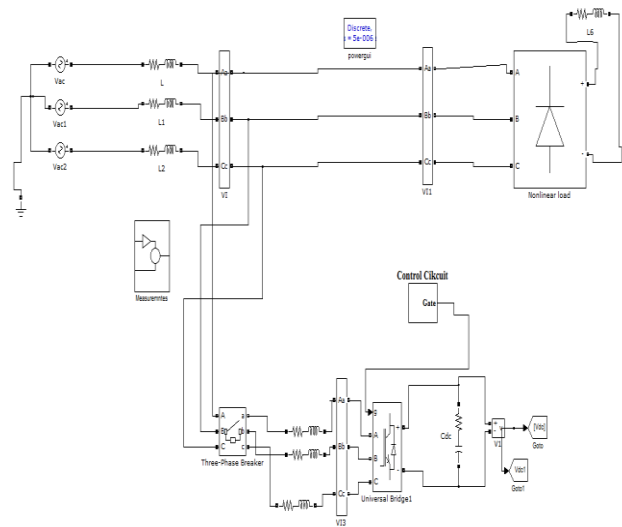 Discrete,
= 5e-006
powergui
L6
Vac
L
Aa
Aa
A
+
Vac1
L1
Bb
Bb
B
Vac2
L2
Cc
Cc
C
-
VI
VI1
Nonlinear load
Measuremntes
Control Cikcuit
Gate
A
a
B
b
C
c
Three-Phase Breaker
Aa
Bb
Cc
VI3
g
A
B
C
+
-
Universal Bridge1
Cdc
+
-
v
V1
[Vdc]
Goto
Vdc1
Goto1